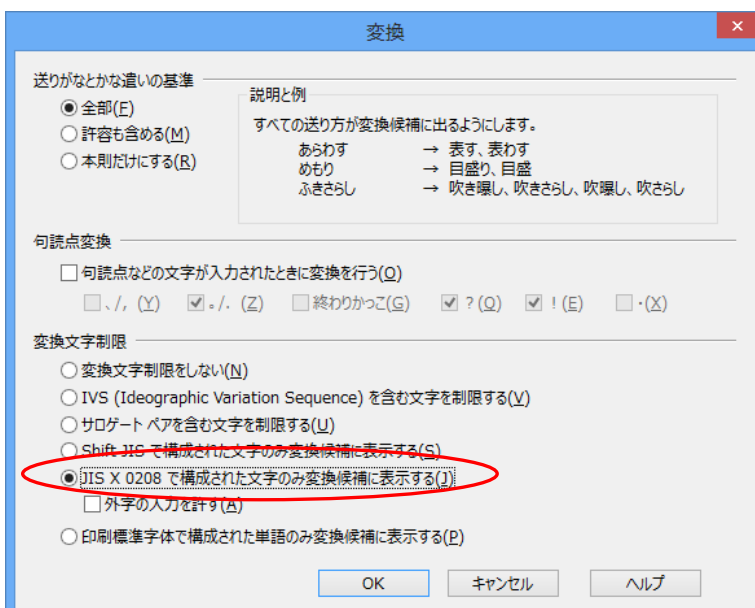 変換
送りがなとかな遣いの基準
全部(F)
許容も含める(M)
本則だけにする(R)
説明と例
すべての送り方が変換候補に出るようにします。
あらわす → 表す、表わす
めもり → 目盛り、目盛
ふきさらし → 吹き曝し、吹きさらし、吹曝し、吹さらし
句読点変換
句読点などの文字が入力されたときに変換を行う(O)
、/, (Y) 。/. (Z) 終わりかっこ(G) ?(Q) !(E) ・(X)
変換文字制限
変換文字制限をしない(N)
IVS (Ideographic Variation Sequence) を含む文字を制限する(V)
サロゲート ペアを含む文字を制限する(U)
Shift JIS で構成された文字のみ変換候補に表示する(S)
JIS X 0208 で構成された文字のみ変換候補に表示する(J)
外字の入力を許す(A)
印刷標準字体で構成された単語のみ変換候補に表示する(P)
OK キャンセル ヘルプ